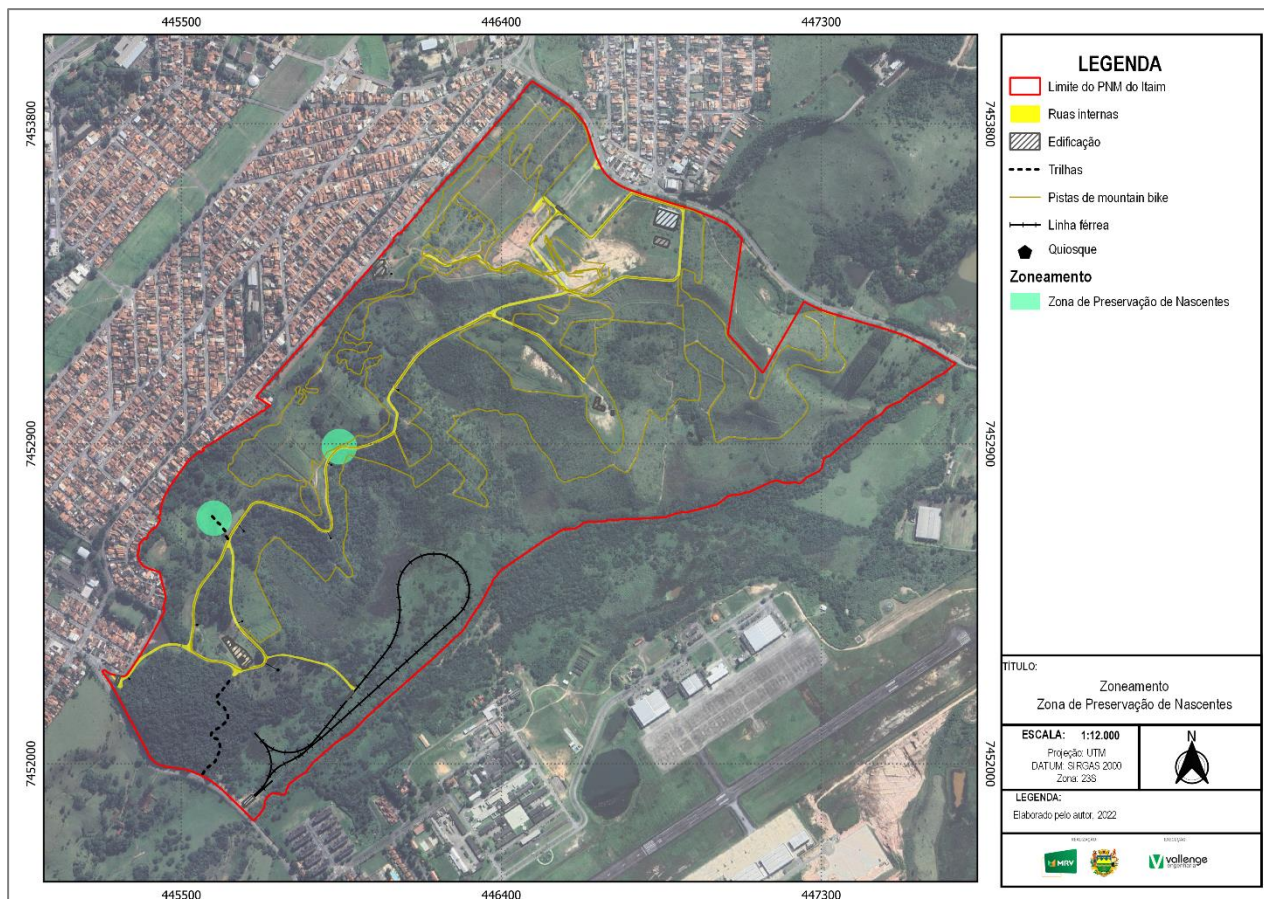 445500
446400
447300
7453800
7452900
7452000
7453800
7452900
7452000
445500
446400
447300
LEGENDA
Limite do PNM do Itaim
Ruas internas
Edificação
Trilhas
Pistas de mountain bike
Linha férrea
Quiosque
Zoneamento
Zona de Preservação de Nascentes
TÍTULO:
Zoneamento
Zona de Preservação de Nascentes
ESCALA: 1:12.000
Projeção: UTM
DATUM: SIRGAS 2000
Zona: 23S
N
LEGENDA:
Elaborado pelo autor, 2022
MRV
vallenge